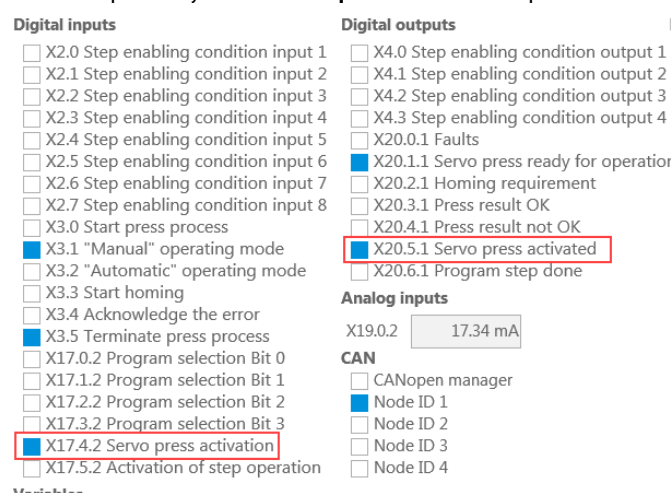 Digital inputs
X2.0 Step enabling condition input 1
X2.1 Step enabling condition input 2
X2.2 Step enabling condition input 3
X2.3 Step enabling condition input 4
X2.4 Step enabling condition input 5
X2.5 Step enabling condition input 6
X2.6 Step enabling condition input 7
X2.7 Step enabling condition input 8
X3.0 Start press process
X3.1 "Manual" operating mode
X3.2 "Automatic" operating mode
X3.3 Start homing
X3.4 Acknowledge the error
X3.5 Terminate press process
X17.0.2 Program selection Bit 0
X17.1.2 Program selection Bit 1
X17.2.2 Program selection Bit 2
X17.3.2 Program selection Bit 3
X17.4.2 Servo press activation
X17.5.2 Activation of step operation
Digital outputs
X4.0 Step enabling condition output 1
X4.1 Step enabling condition output 2
X4.2 Step enabling condition output 3
X4.3 Step enabling condition output 4
X20.0.1 Faults
X20.1.1 Servo press ready for operation
X20.2.1 Homing requirement
X20.3.1 Press result OK
X20.4.1 Press result not OK
X20.5.1 Servo press activated
X20.6.1 Program step done
Analog inputs
X19.0.2 17.34 mA
CAN
CANopen manager
Node ID 1
Node ID 2
Node ID 3
Node ID 4